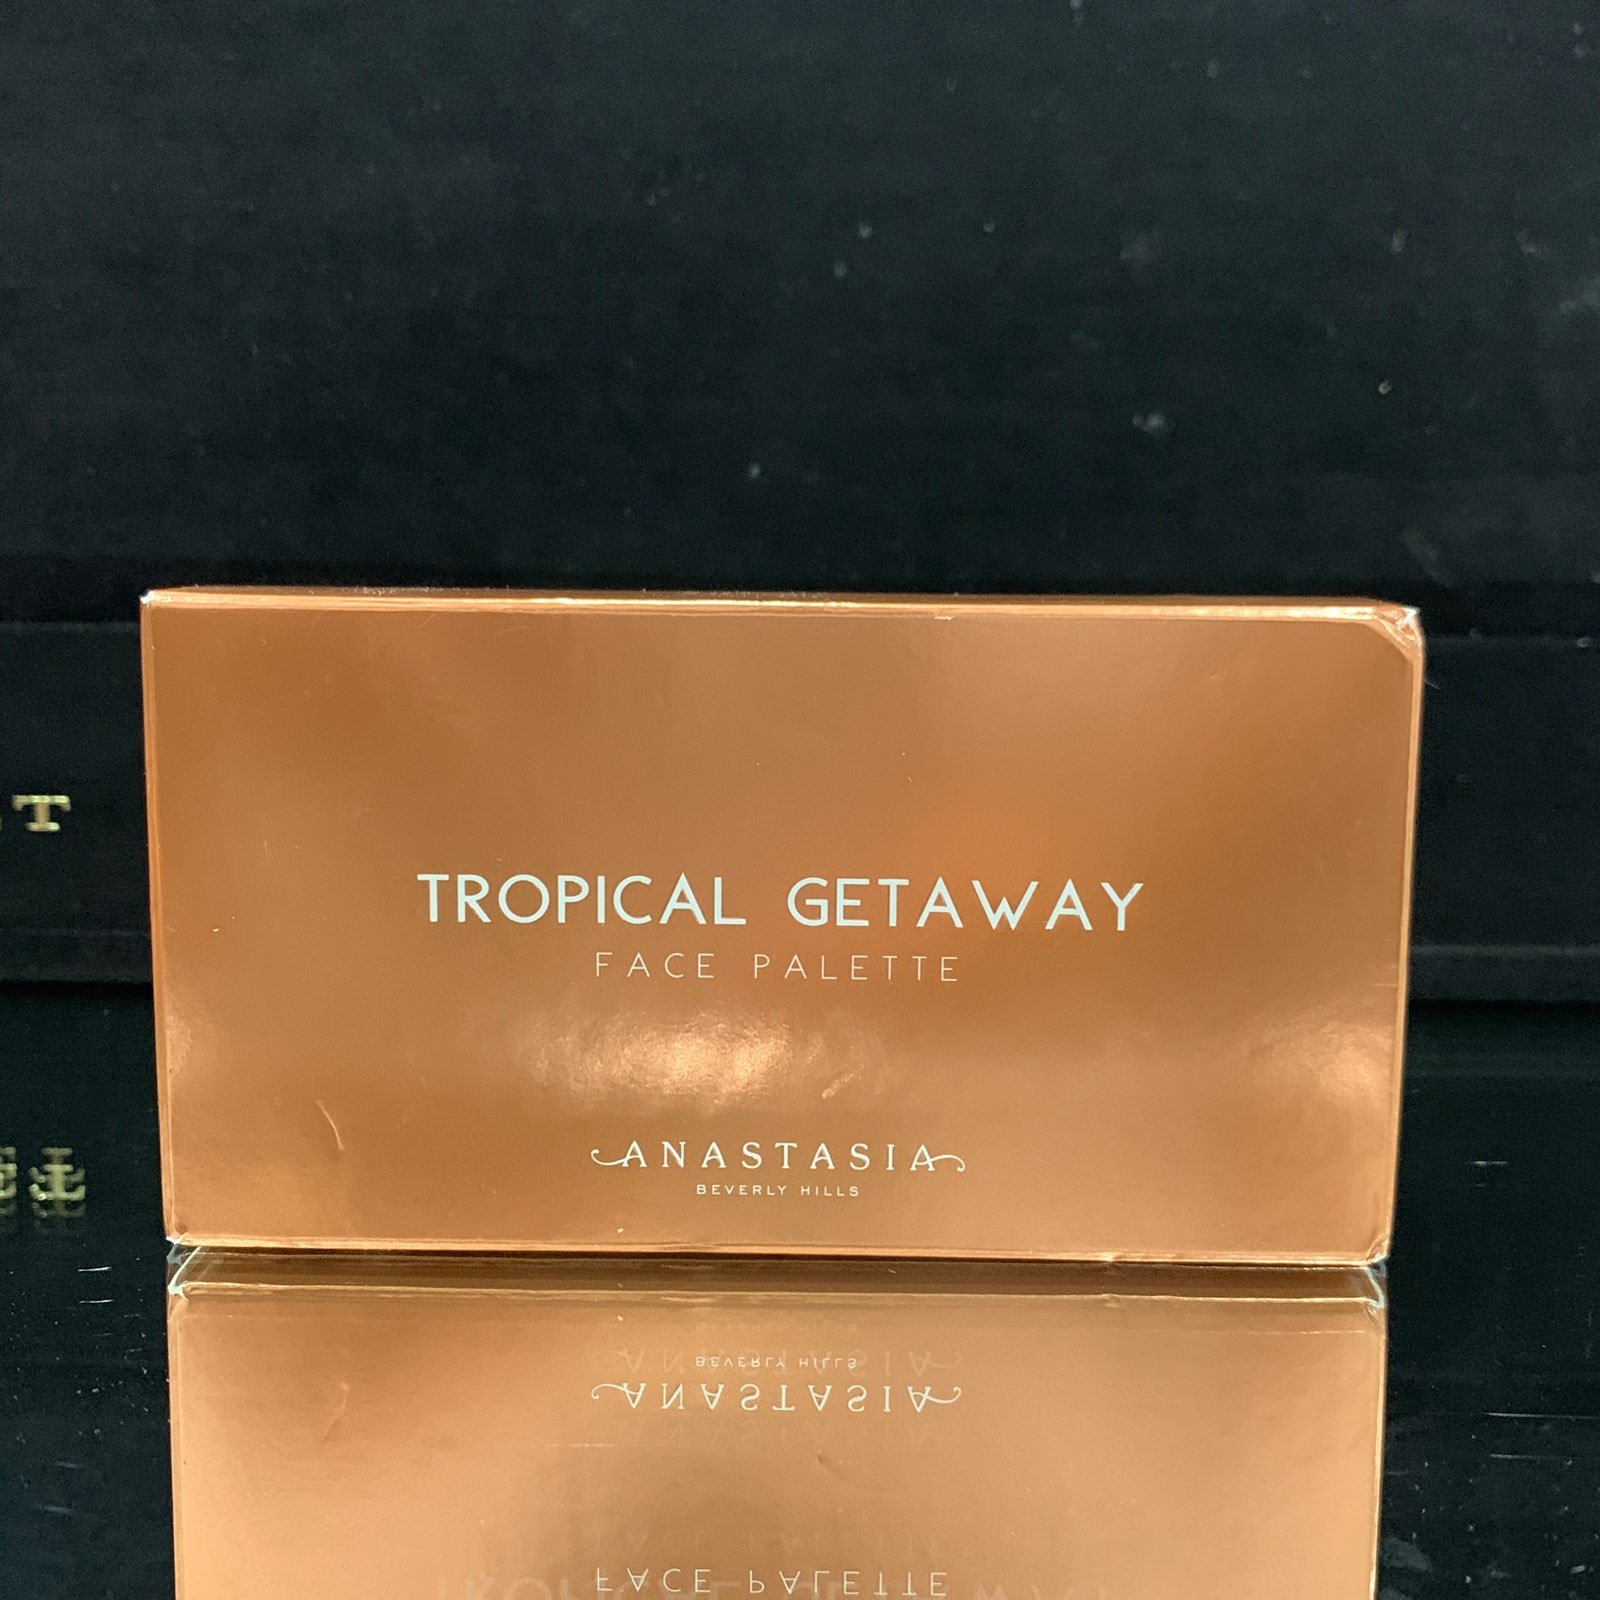 TROPICAL GETAWAY
FACE PALETTE
ANASTASIA
BEVERLY HILLS